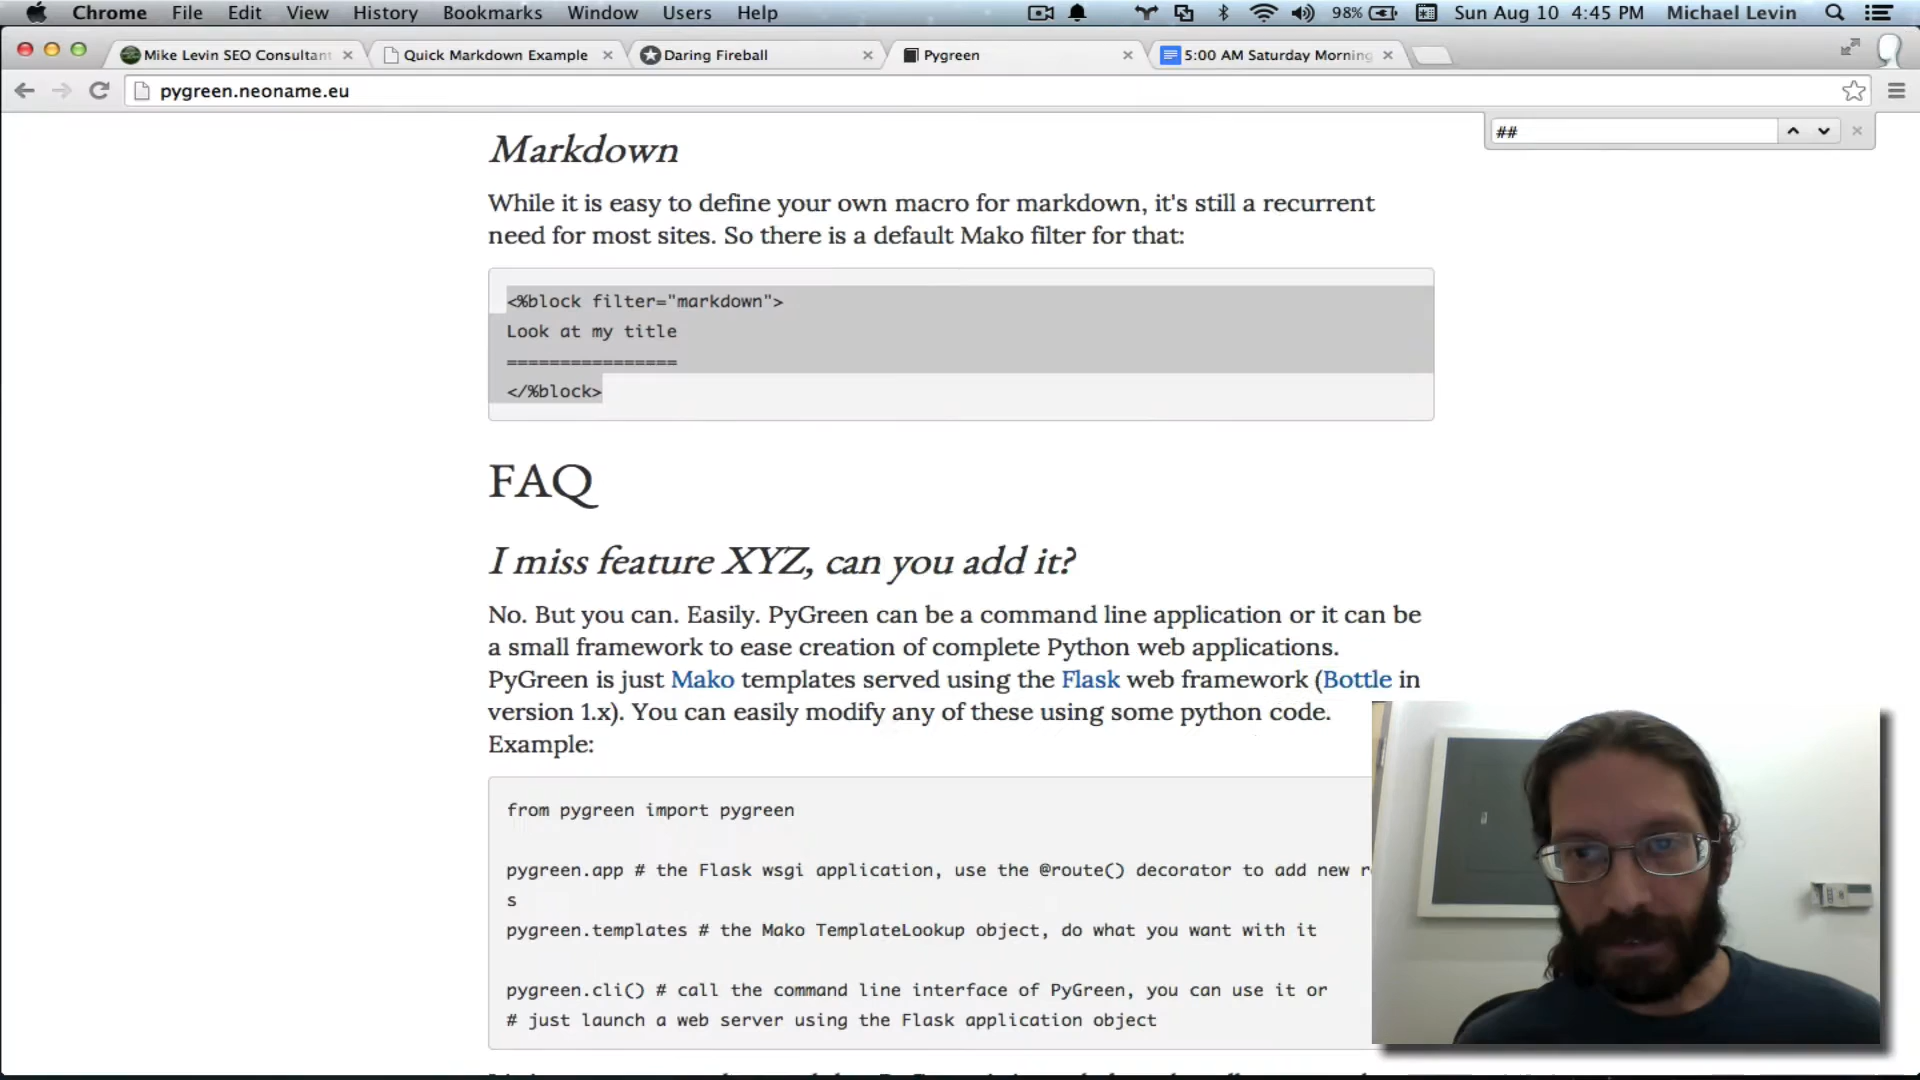 Chrome File Edit View History Bookmarks Window Users Help 98% Sun Aug 10 4:45 PM Michael Levin
Mike Levin SEO Consultant Quick Markdown Example Daring Fireball Pygreen 5:00 AM Saturday Morning
pygreen.neoname.eu
##
Markdown
While it is easy to define your own macro for markdown, it's still a recurrent
need for most sites. So there is a default Mako filter for that:
<%block filter="markdown">
Look at my title
================
</%block>
FAQ
I miss feature XYZ, can you add it?
No. But you can. Easily. PyGreen can be a command line application or it can be
a small framework to ease creation of complete Python web applications.
PyGreen is just Mako templates served using the Flask web framework (Bottle in
version 1.x). You can easily modify any of these using some python code.
Example:
from pygreen import pygreen
pygreen.app # the Flask wsgi application, use the @route() decorator to add new r
s
pygreen.templates # the Mako TemplateLookup object, do what you want with it
pygreen.cli() # call the command line interface of PyGreen, you can use it or
# just launch a web server using the Flask application object